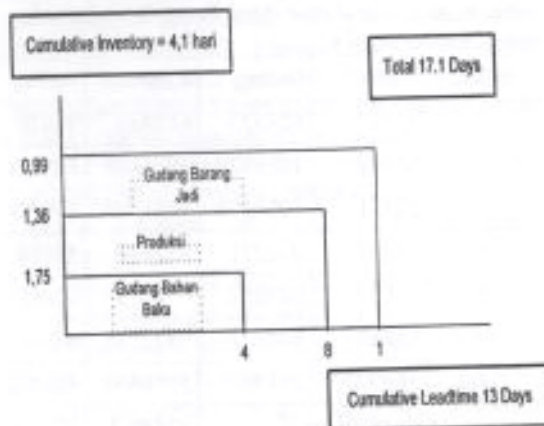 Cumulative Inventory = 4,1 hari
Total 17.1 Days
0,99
Gudang Barang
Jadi
1,36
Produksi
1,75
Gudang Bahan
Baku
4 8 1
Cumulative Leadtime 13 Days